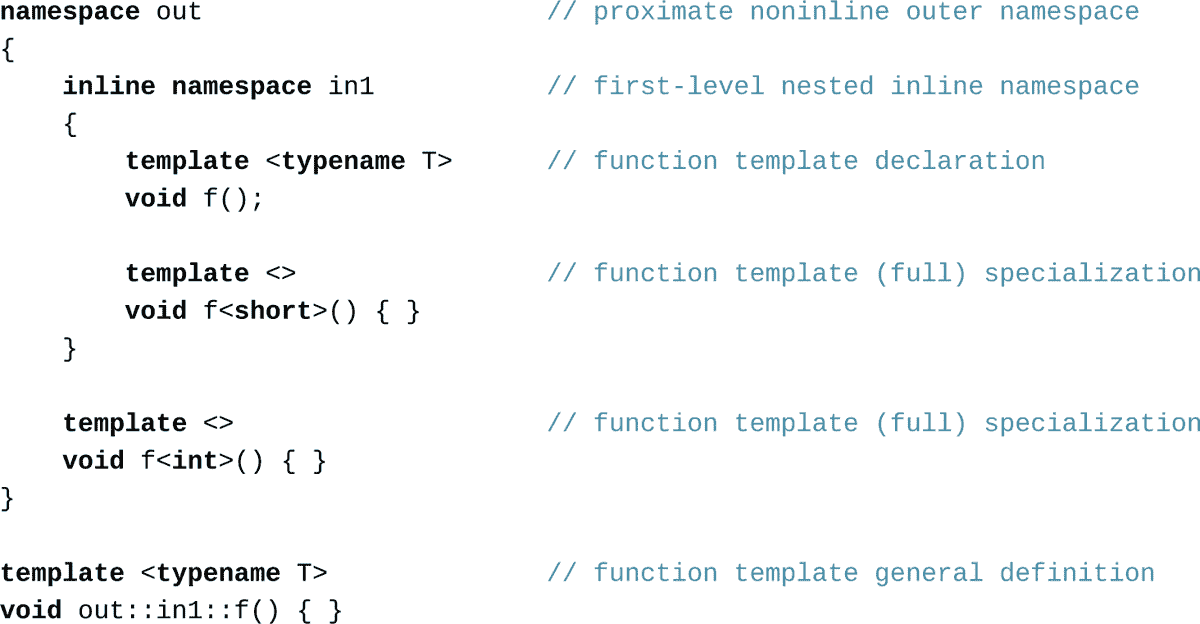 namespace out                         // proximate noninline outer namespace
{
    inline namespace in1              // first-level nested inline namespace
    {
        template <typename T>         // function template declaration
        void f();

        template <>                   // function template (full) specialization
        void f<short>() { }
    }

    template <>                       // function template (full) specialization
    void f<int>() { }
}

template <typename T>                 // function template general definition
void out::in1::f() { }